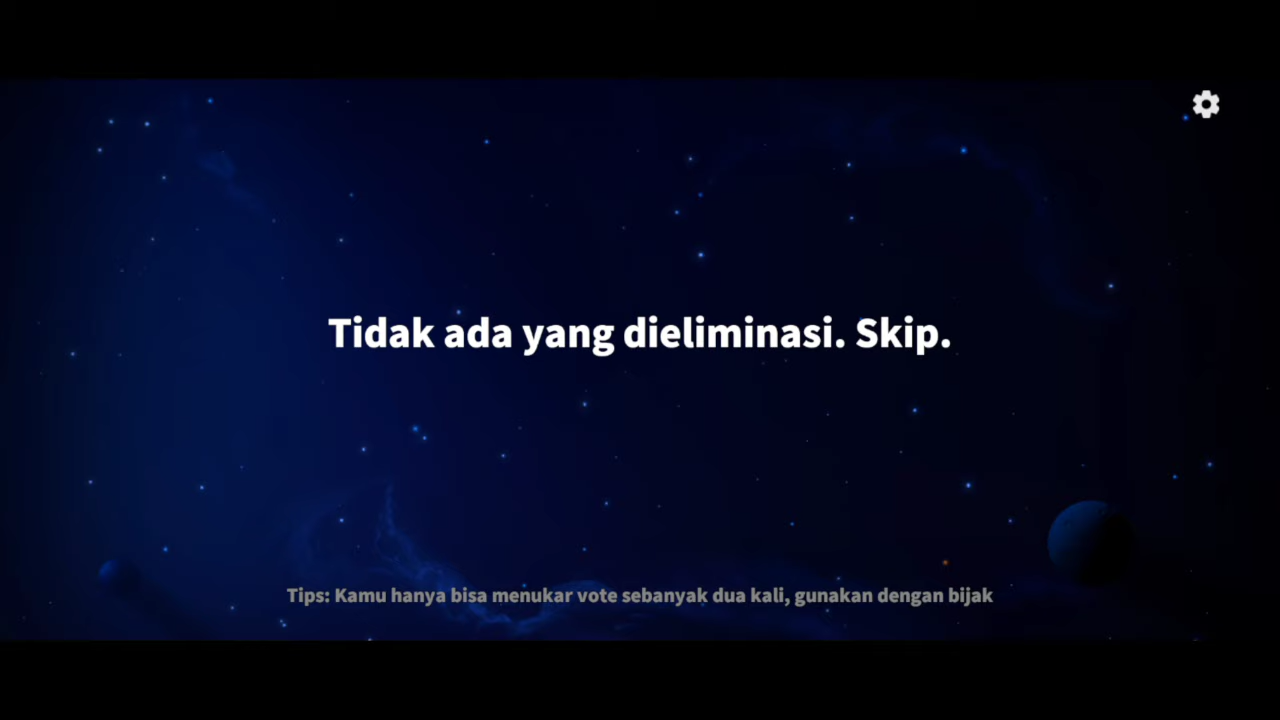 Tidak ada yang dieliminasi. Skip.
Tips: Kamu hanya bisa menukar vote sebanyak dua kali, gunakan dengan bijak